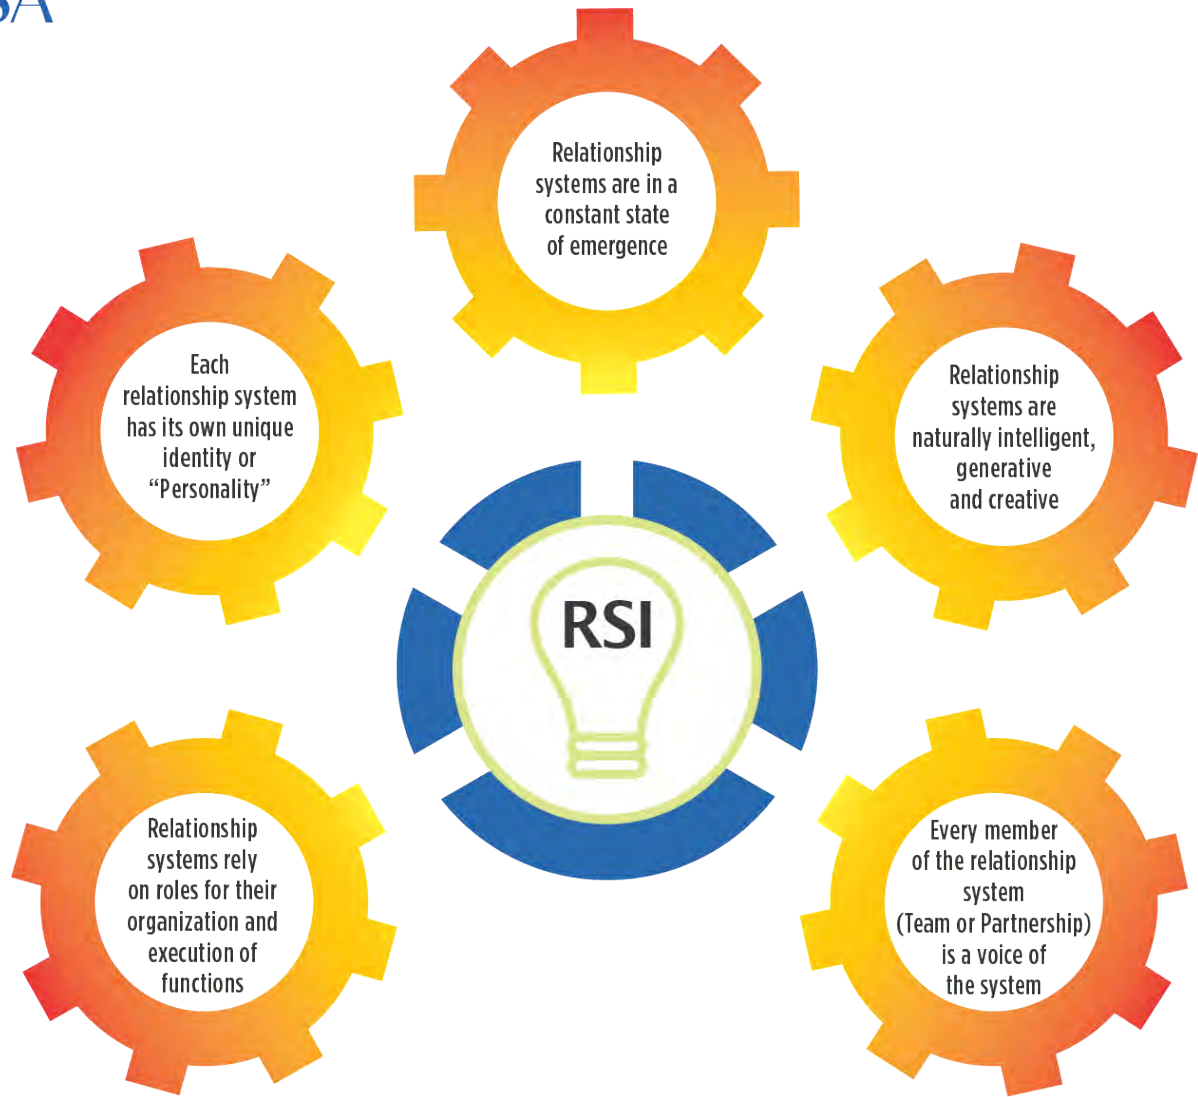 Relationship
systems are in a
constant state
of emergence
Each
relationship system
has its own unique
identity or
“Personality”
Relationship
systems are
naturally intelligent,
generative
and creative
RSI
Relationship
systems rely
on roles for their
organization and
execution of
functions
Every member
of the relationship
system
(Team or Partnership)
is a voice of
the system